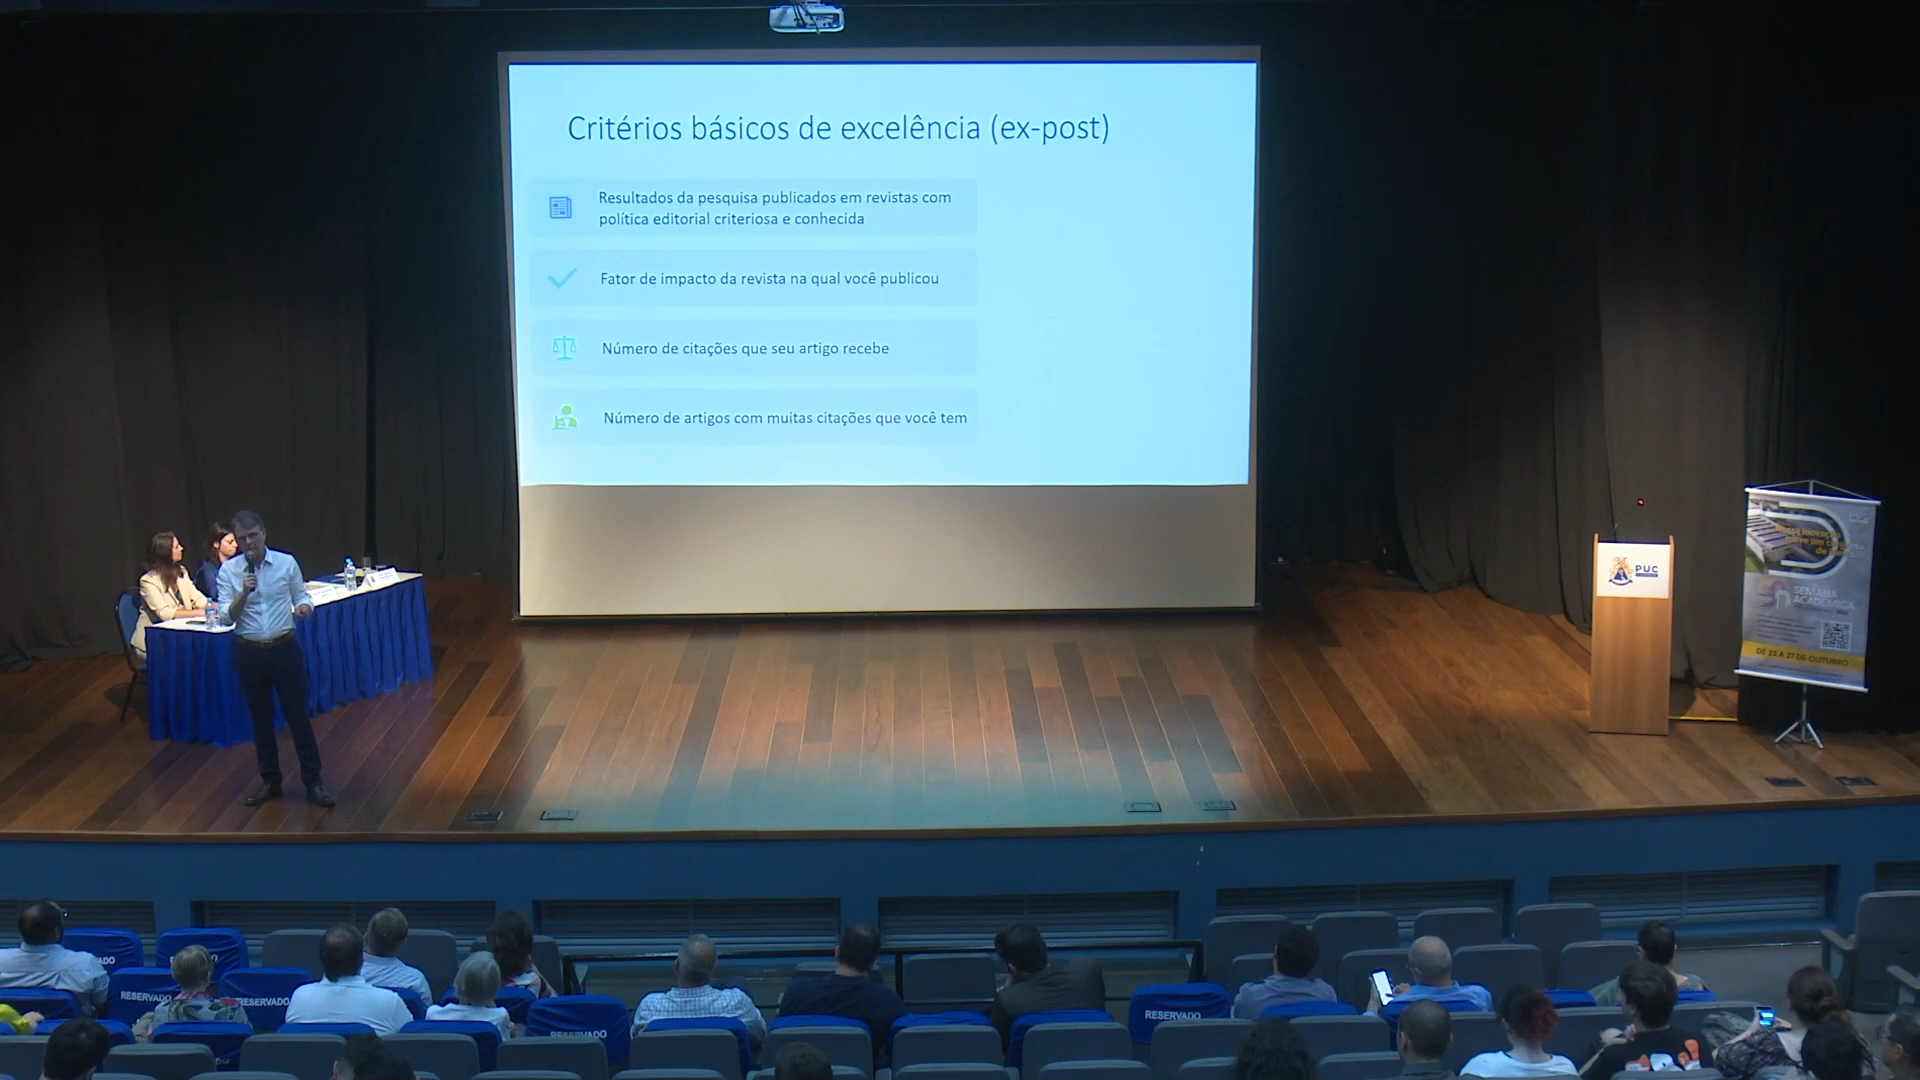 Critérios básicos de excelência (ex-post)
Resultados da pesquisa publicados em revistas com
política editorial criteriosa e conhecida
Fator de impacto da revista na qual você publicou
Número de citações que seu artigo recebe
Número de artigos com muitas citações que você tem
PUC
SEMANA
ACADÊMICA
DE 23 A 27 DE OUTUBRO
RESERVADO
RESERVADO
RESERVADO
RESERVADO